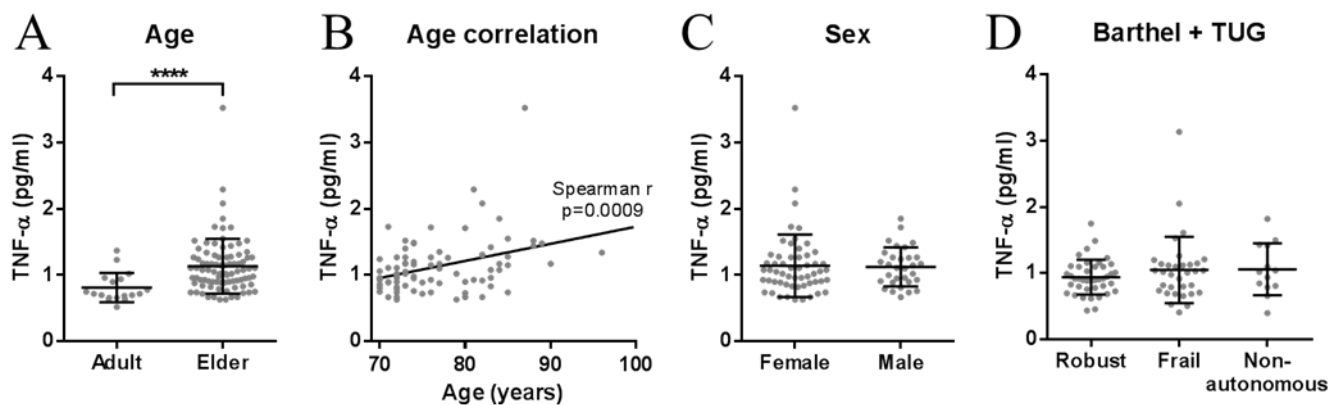 A Age
****
4
3
2
1
0
TNF-α (pg/ml)
Adult Elder
B Age correlation
4
3
2
1
0
TNF-α (pg/ml)
Spearman r
p=0.0009
70 80 90 100
Age (years)
C Sex
4
3
2
1
0
TNF-α (pg/ml)
Female Male
D Barthel + TUG
4
3
2
1
0
TNF-α (pg/ml)
Robust Frail Non-
autonomous